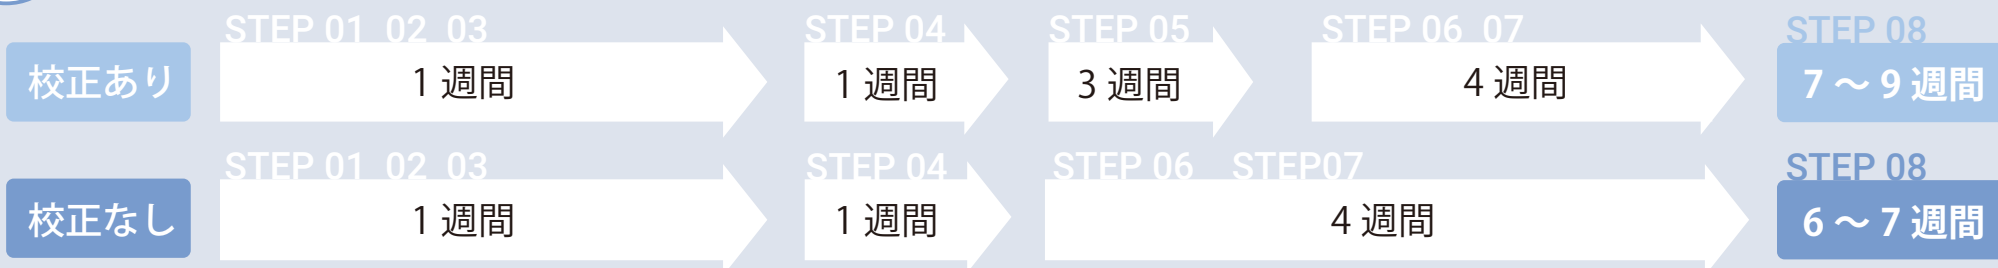 STEP 01 02 03 STEP 04 STEP 05 STEP 06 07 STEP 08
校正あり 1 週間 1 週間 3 週間 4 週間 7 〜 9 週間
STEP 01 02 03 STEP 04 STEP 06 STEP07 STEP 08
校正なし 1 週間 1 週間 4 週間 6 〜 7 週間